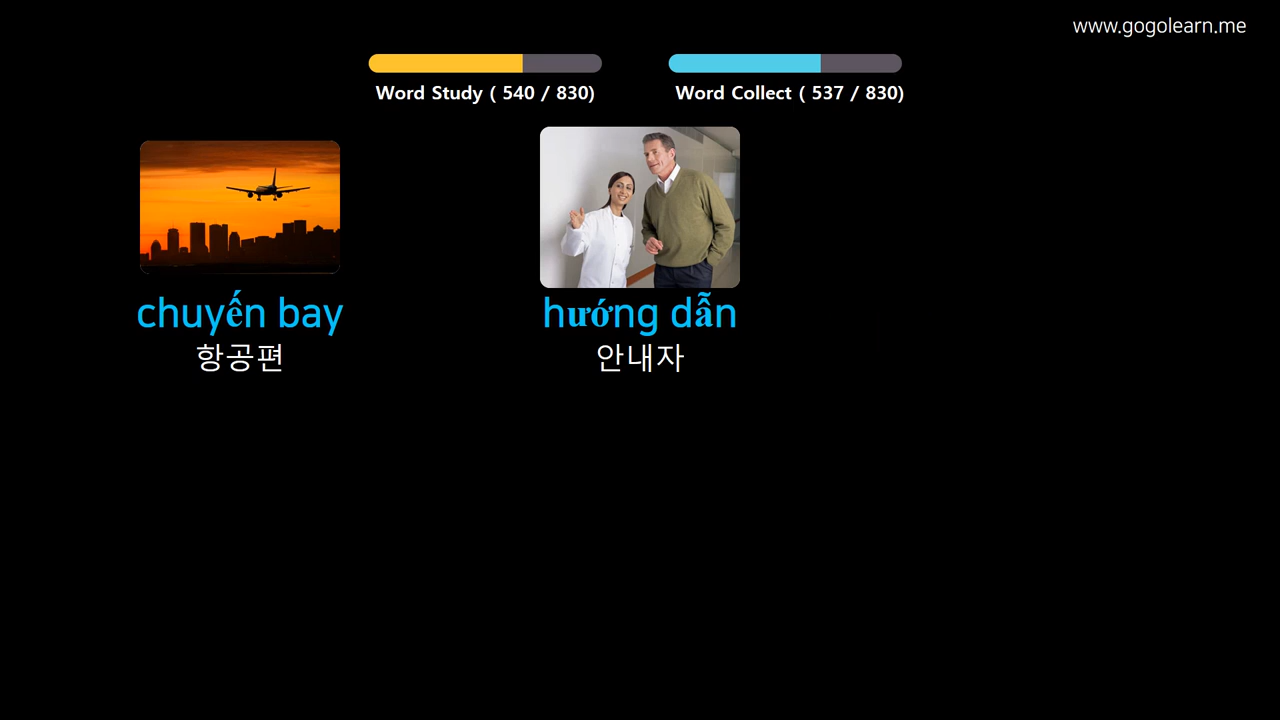 www.gogolearn.me
Word Study ( 540 / 830)
Word Collect ( 537 / 830)
chuyến bay
항공편
hướng dẫn
안내자